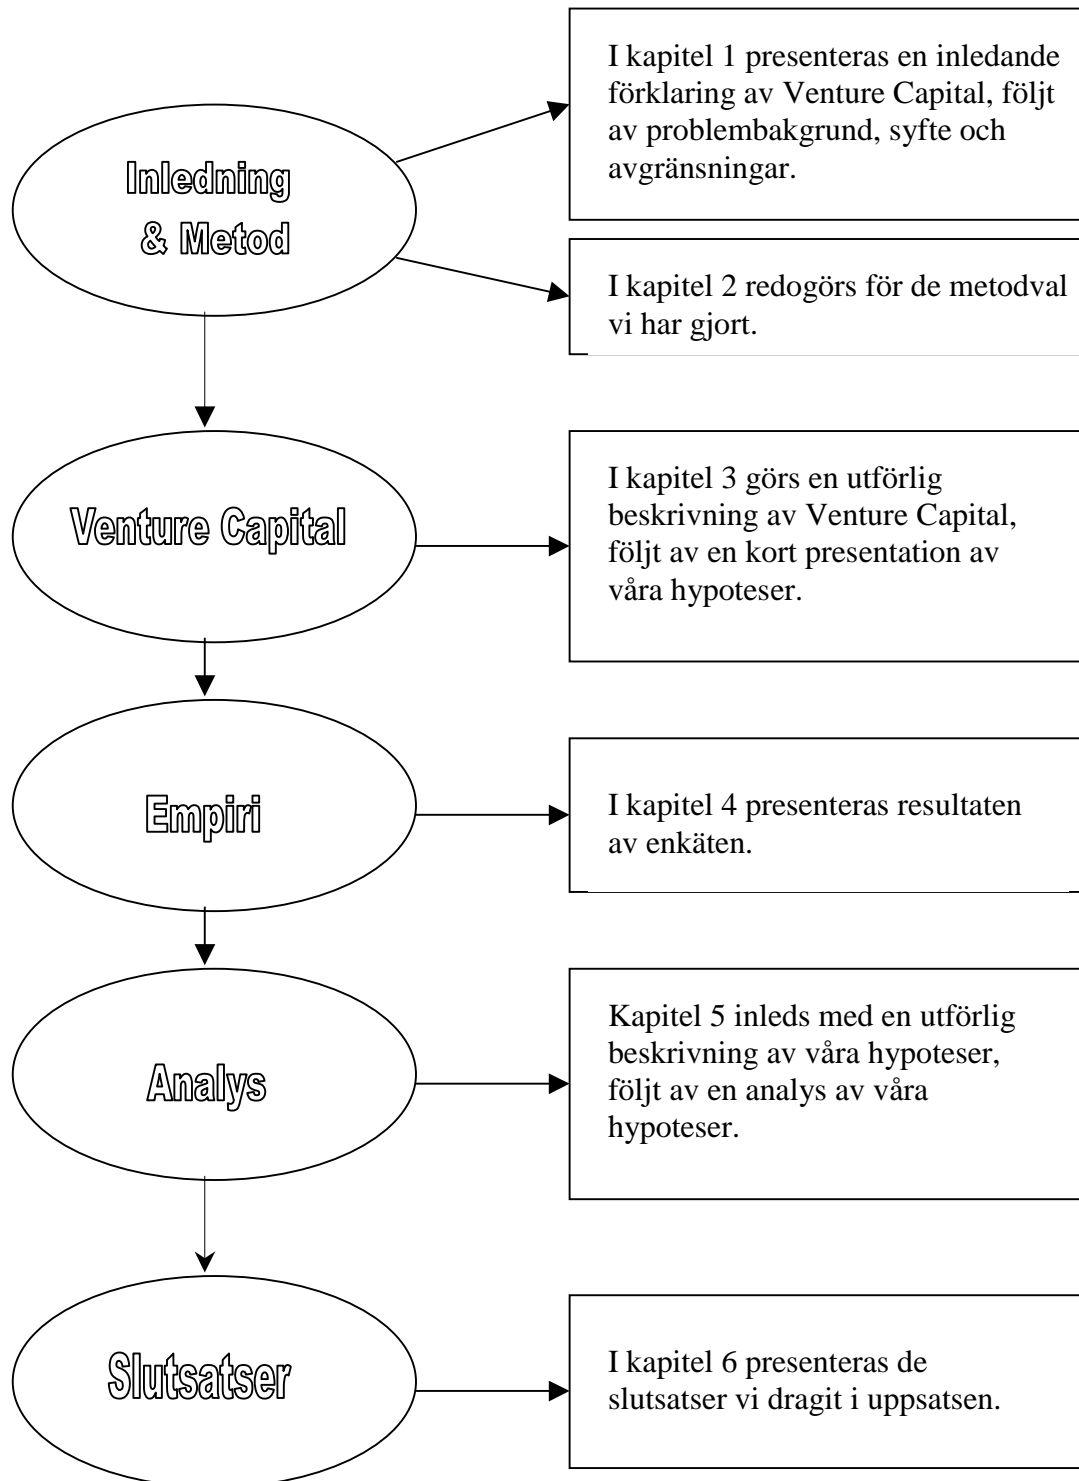 Inledning
& Metod
I kapitel 1 presenteras en inledande
förklaring av Venture Capital, följt
av problembakgrund, syfte och
avgränsningar.
I kapitel 2 redogörs för de metodval
vi har gjort.
Venture Capital
I kapitel 3 görs en utförlig
beskrivning av Venture Capital,
följt av en kort presentation av
våra hypoteser.
Empiri
I kapitel 4 presenteras resultaten
av enkäten.
Analys
Kapitel 5 inleds med en utförlig
beskrivning av våra hypoteser,
följt av en analys av våra
hypoteser.
Slutsatser
I kapitel 6 presenteras de
slutsatser vi dragit i uppsatsen.